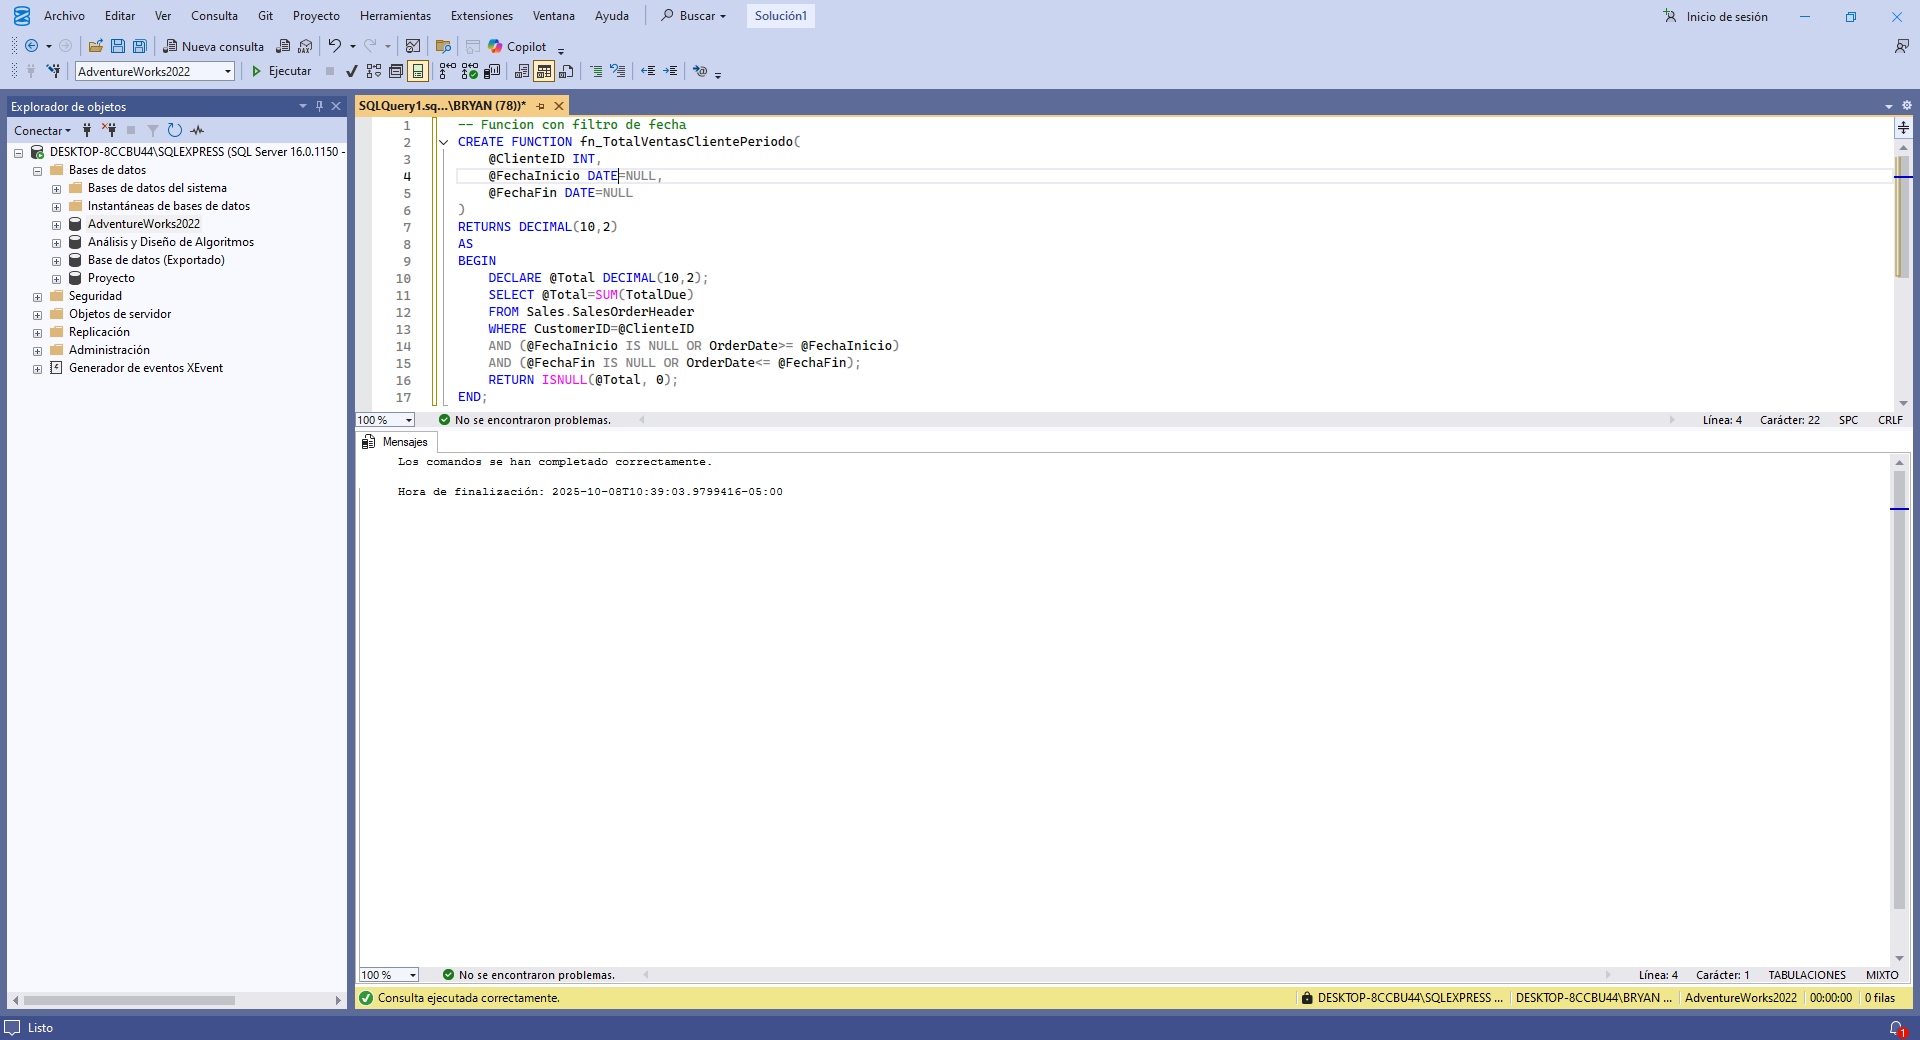 Archivo Editar Ver Consulta Git Proyecto Herramientas Extensiones Ventana Ayuda Buscar Solución1 Inicio de sesión
Nueva consulta DAX Copilot
AdventureWorks2022 Ejecutar
Explorador de objetos
Conectar
DESKTOP-8CCBU44\SQLEXPRESS (SQL Server 16.0.1150 -
Bases de datos
Bases de datos del sistema
Instantáneas de bases de datos
AdventureWorks2022
Análisis y Diseño de Algoritmos
Base de datos (Exportado)
Proyecto
Seguridad
Objetos de servidor
Replicación
Administración
Generador de eventos XEvent
SQLQuery1.sq...\BRYAN (78))*
1 -- Funcion con filtro de fecha
2 CREATE FUNCTION fn_TotalVentasClientePeriodo(
3 @ClienteID INT,
4 @FechaInicio DATE=NULL,
5 @FechaFin DATE=NULL
6 )
7 RETURNS DECIMAL(10,2)
8 AS
9 BEGIN
10 DECLARE @Total DECIMAL(10,2);
11 SELECT @Total=SUM(TotalDue)
12 FROM Sales.SalesOrderHeader
13 WHERE CustomerID=@ClienteID
14 AND (@FechaInicio IS NULL OR OrderDate>= @FechaInicio)
15 AND (@FechaFin IS NULL OR OrderDate<= @FechaFin);
16 RETURN ISNULL(@Total, 0);
17 END;
100 % No se encontraron problemas. Línea: 4 Carácter: 22 SPC CRLF
Mensajes
Los comandos se han completado correctamente.
Hora de finalización: 2025-10-08T10:39:03.9799416-05:00
100 % No se encontraron problemas. Línea: 4 Carácter: 1 TABULACIONES MIXTO
Consulta ejecutada correctamente. DESKTOP-8CCBU44\SQLEXPRESS ... DESKTOP-8CCBU44\BRYAN ... AdventureWorks2022 00:00:00 0 filas
Listo 1